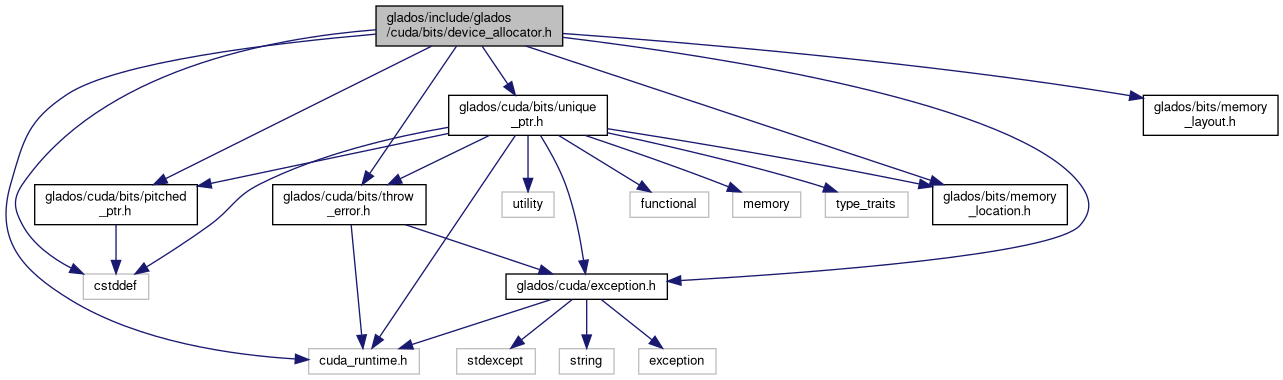 glados/include/glados
/cuda/bits/device_allocator.h
glados/cuda/bits/unique
_ptr.h
glados/bits/memory
_layout.h
glados/cuda/bits/pitched
_ptr.h
glados/cuda/bits/throw
_error.h
utility
functional
memory
type_traits
glados/bits/memory
_location.h
cstddef
glados/cuda/exception.h
cuda_runtime.h
stdexcept
string
exception